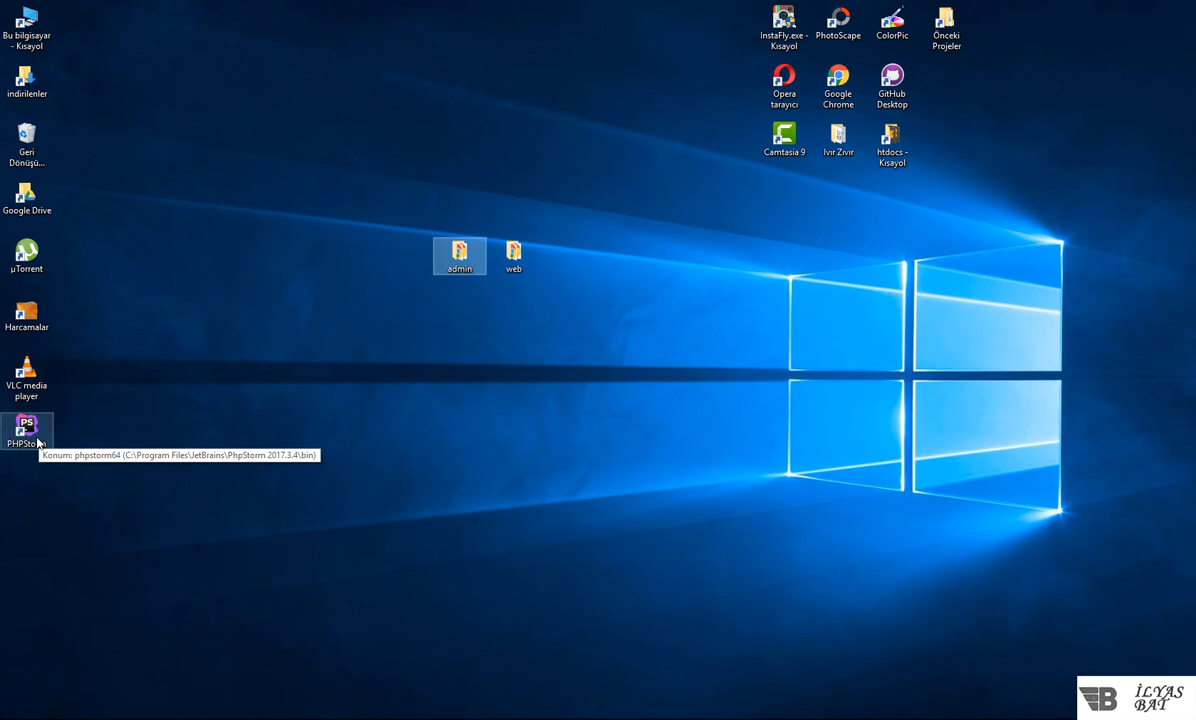 Bu bilgisayar
- Kısayol
indirilenler
Geri
Dönüşü...
Google Drive
µTorrent
Harcamalar
VLC media
player
PS
PHPStorm
Konum: phpstorm64 (C:\Program Files\JetBrains\PhpStorm 2017.3.4\bin)
admin
web
InstaFly.exe -
Kısayol
PhotoScape
ColorPic
Önceki
Projeler
Opera
tarayıcı
Google
Chrome
GitHub
Desktop
Camtasia 9
Ivır Zıvır
htdocs -
Kısayol
B
İLYAS
BAT